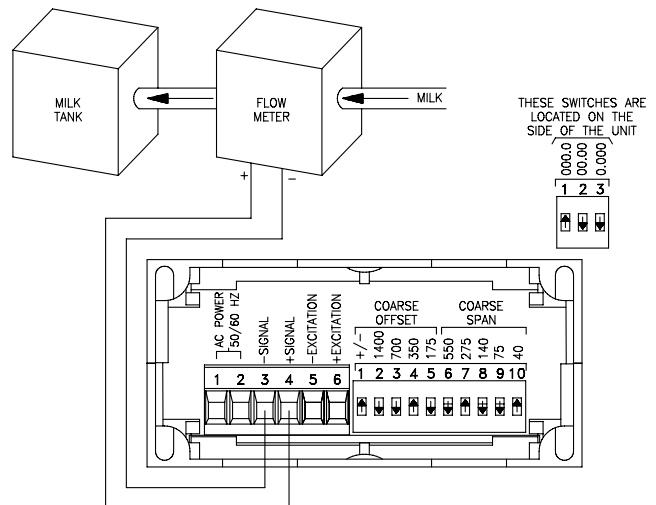 MILK
TANK
FLOW
METER
MILK
+
–
THESE SWITCHES ARE
LOCATED ON THE
SIDE OF THE UNIT
000.0
00.00
0.000
1 2 3
AC POWER
50/60 HZ
–SIGNAL
+SIGNAL
–EXCITATION
+EXCITATION
1 2 3 4 5 6
COARSE
OFFSET
COARSE
SPAN
+/–
1400
700
350
175
550
275
140
75
40
1 2 3 4 5 6 7 8 9 10